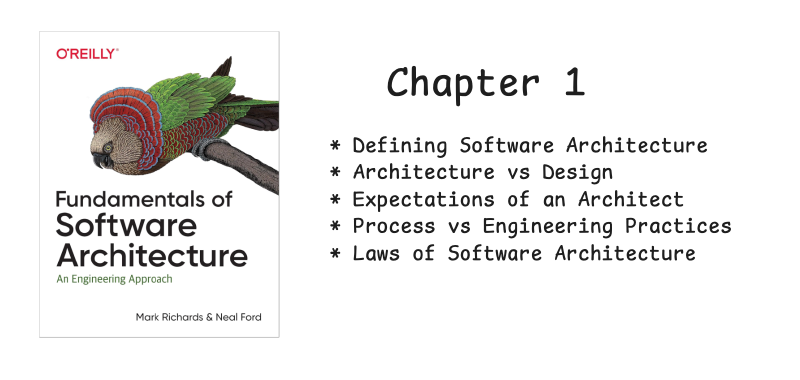 O'REILLY®
Fundamentals of
Software
Architecture
An Engineering Approach
Mark Richards & Neal Ford
Chapter 1
* Defining Software Architecture
* Architecture vs Design
* Expectations of an Architect
* Process vs Engineering Practices
* Laws of Software Architecture